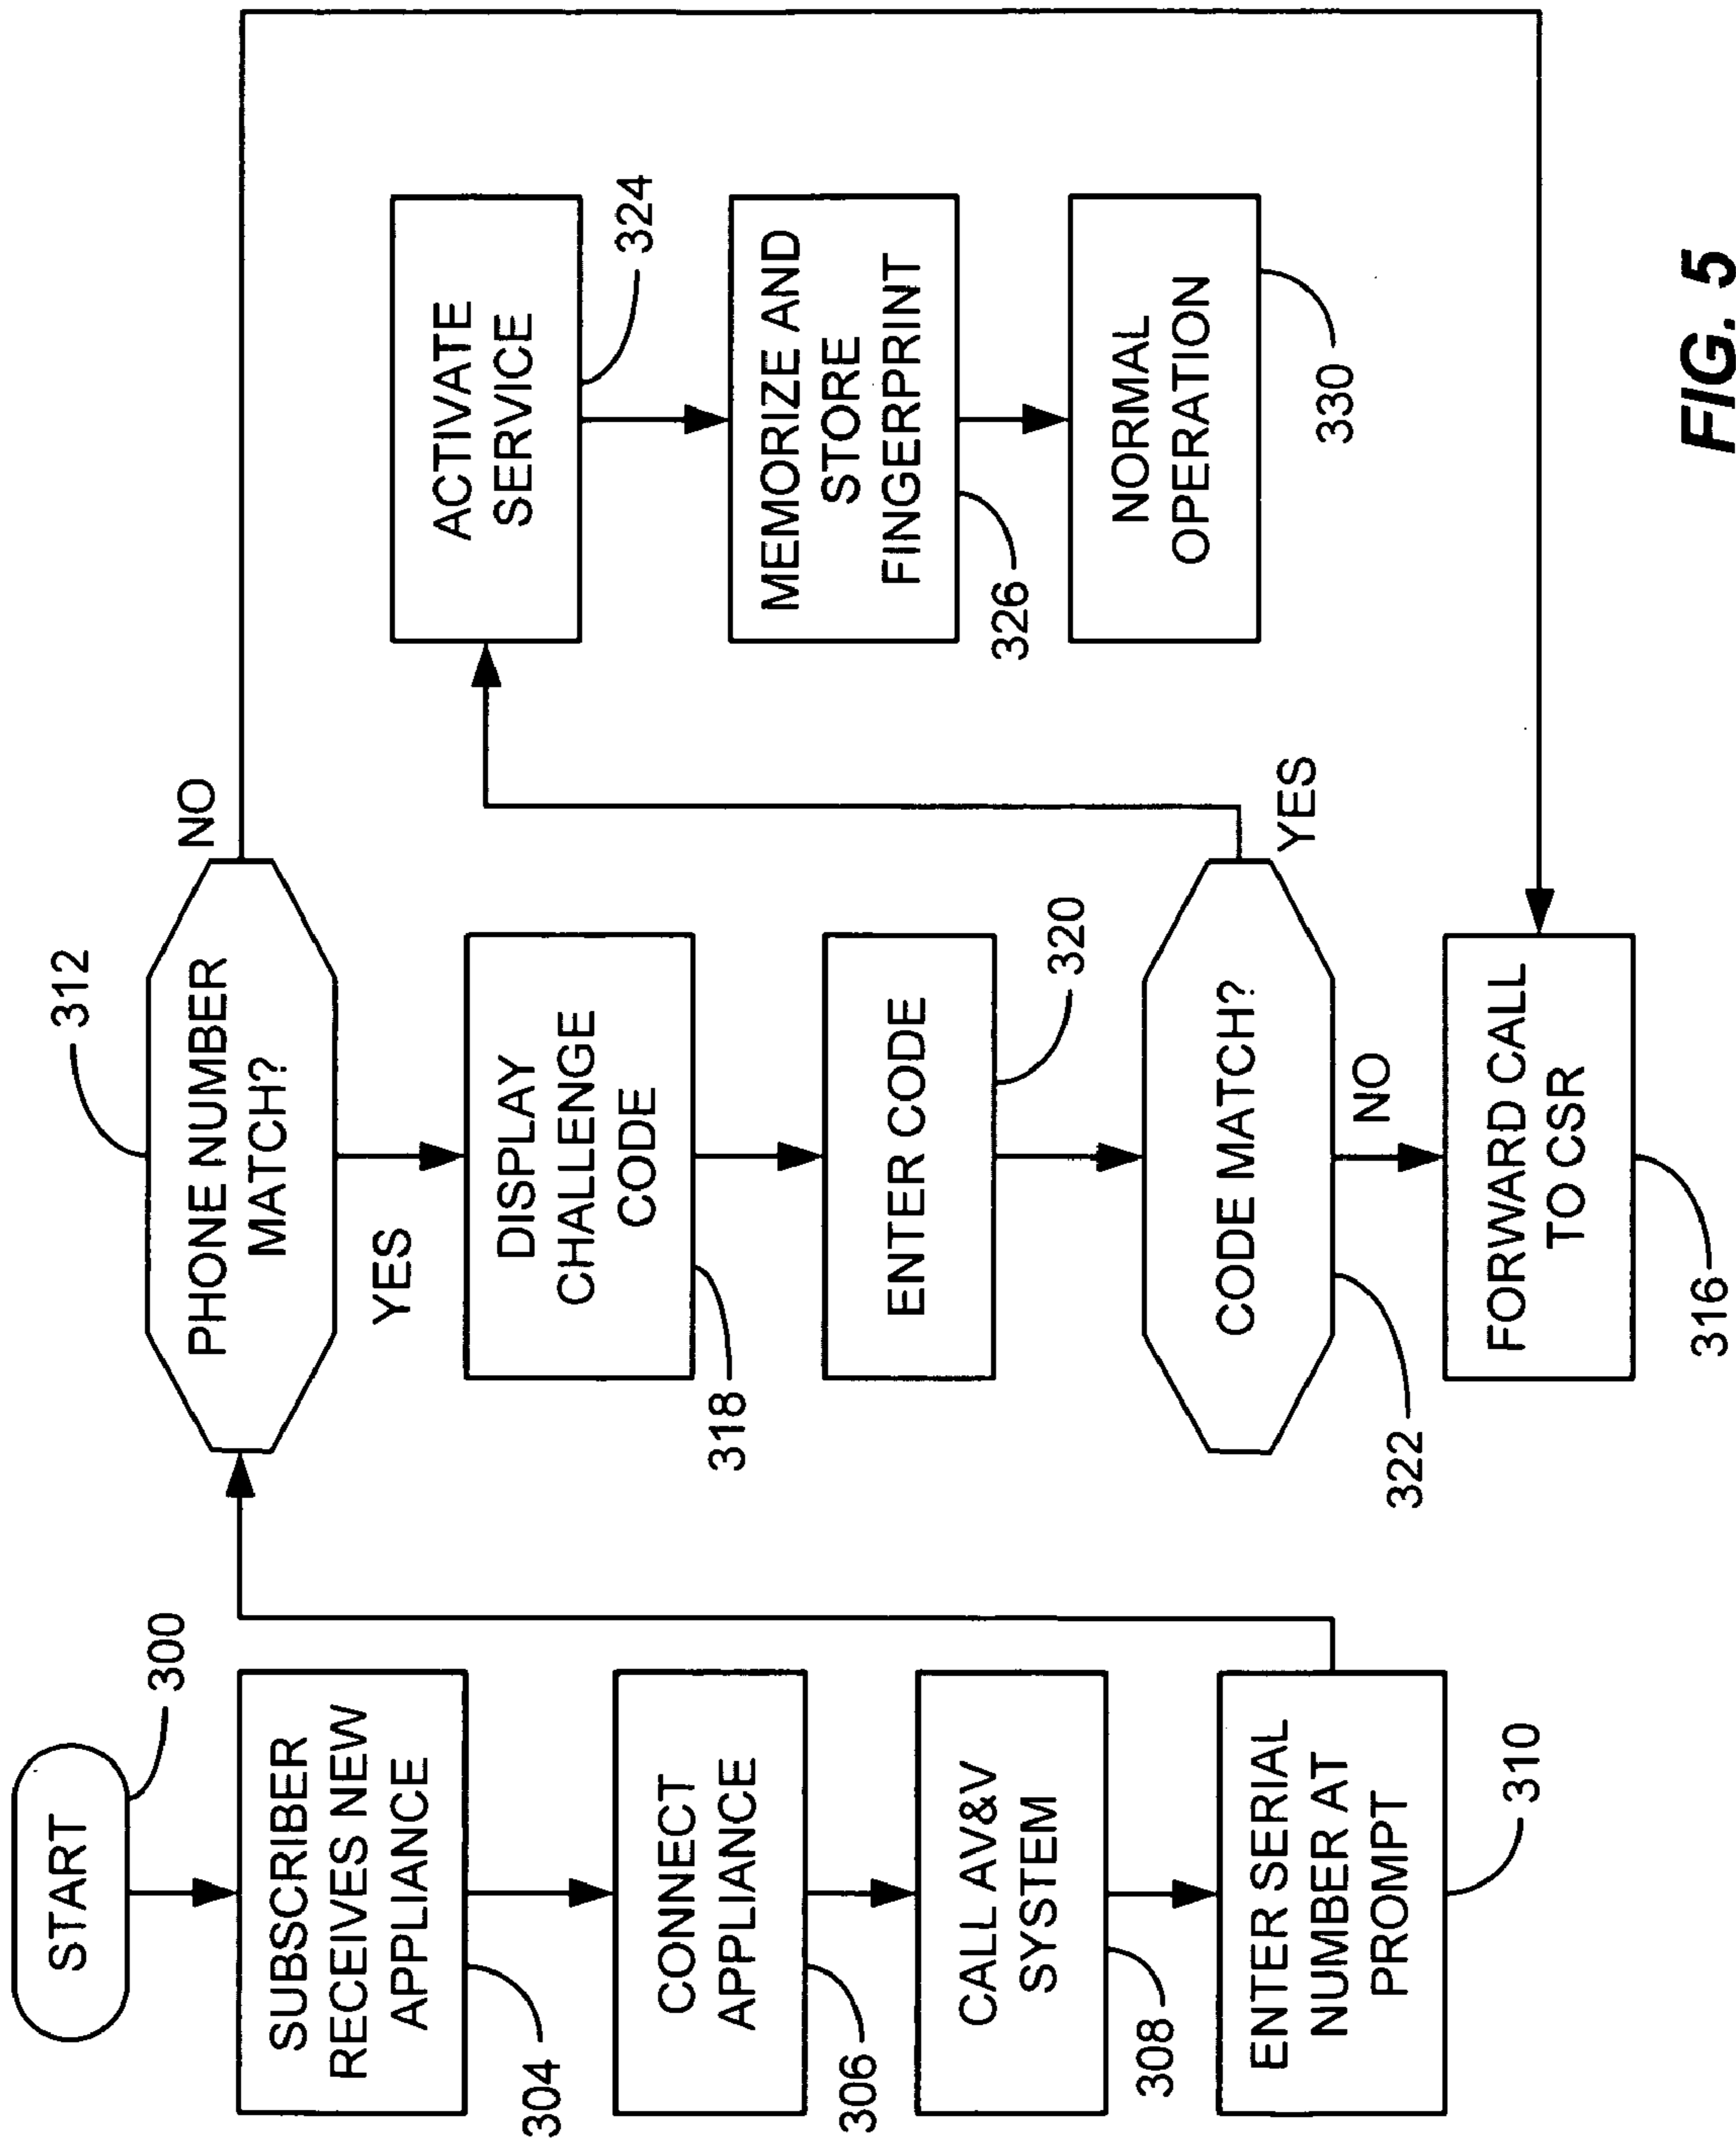 START
300
SUBSCRIBER
RECEIVES NEW
APPLIANCE
304
CONNECT
APPLIANCE
306
CALL AV&V
SYSTEM
308
ENTER SERIAL
NUMBER AT
PROMPT
310
312
PHONE NUMBER
MATCH?
NO
YES
DISPLAY
CHALLENGE
CODE
318
ENTER CODE
320
CODE MATCH?
YES
322
NO
FORWARD CALL
TO CSR
316
ACTIVATE
SERVICE
324
MEMORIZE AND
STORE
FINGERPRINT
326
NORMAL
OPERATION
330
FIG. 5